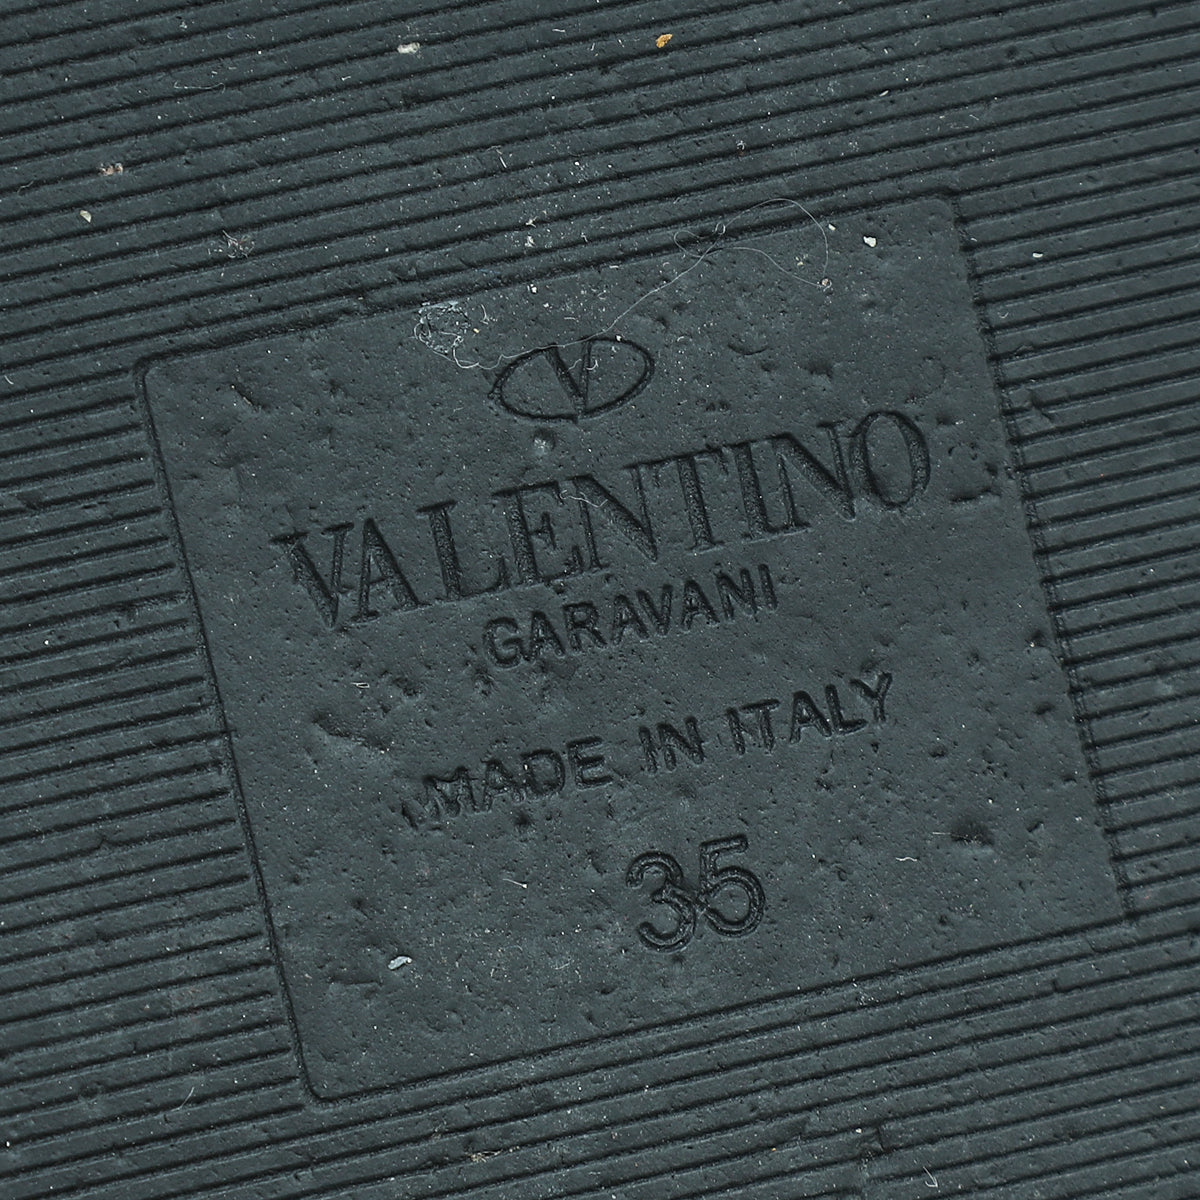 V
VALENTINO
GARAVANI
MADE IN ITALY
35